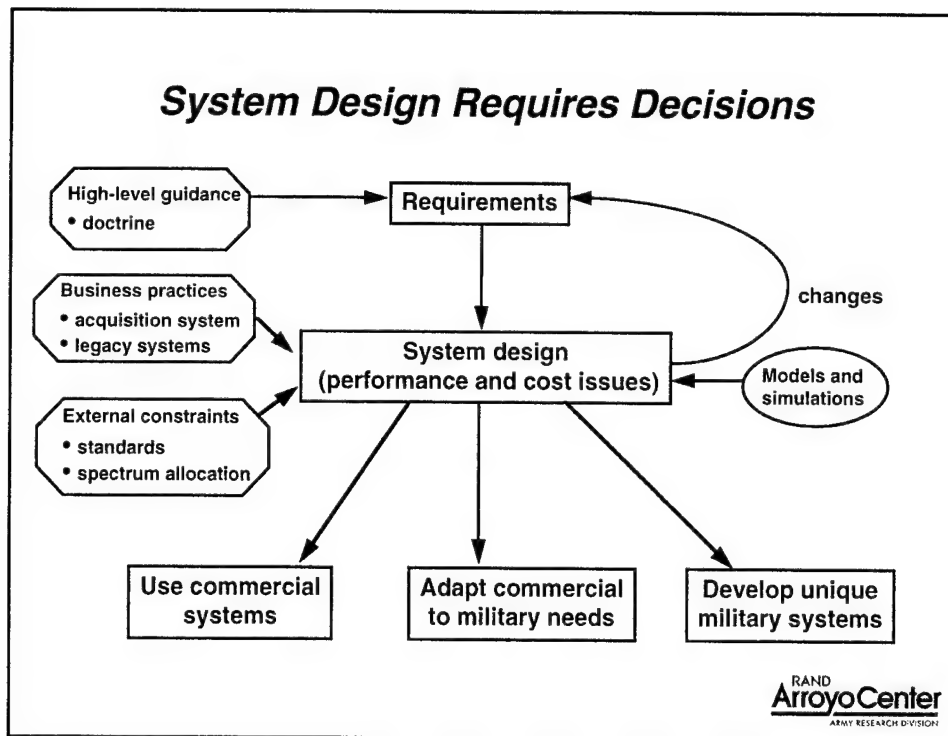 System Design Requires Decisions
High-level guidance
• doctrine
Requirements
Business practices
• acquisition system
• legacy systems
changes
System design
(performance and cost issues)
Models and
simulations
External constraints
• standards
• spectrum allocation
Use commercial
systems
Adapt commercial
to military needs
Develop unique
military systems
RAND
Arroyo Center
ARMY RESEARCH DIVISION